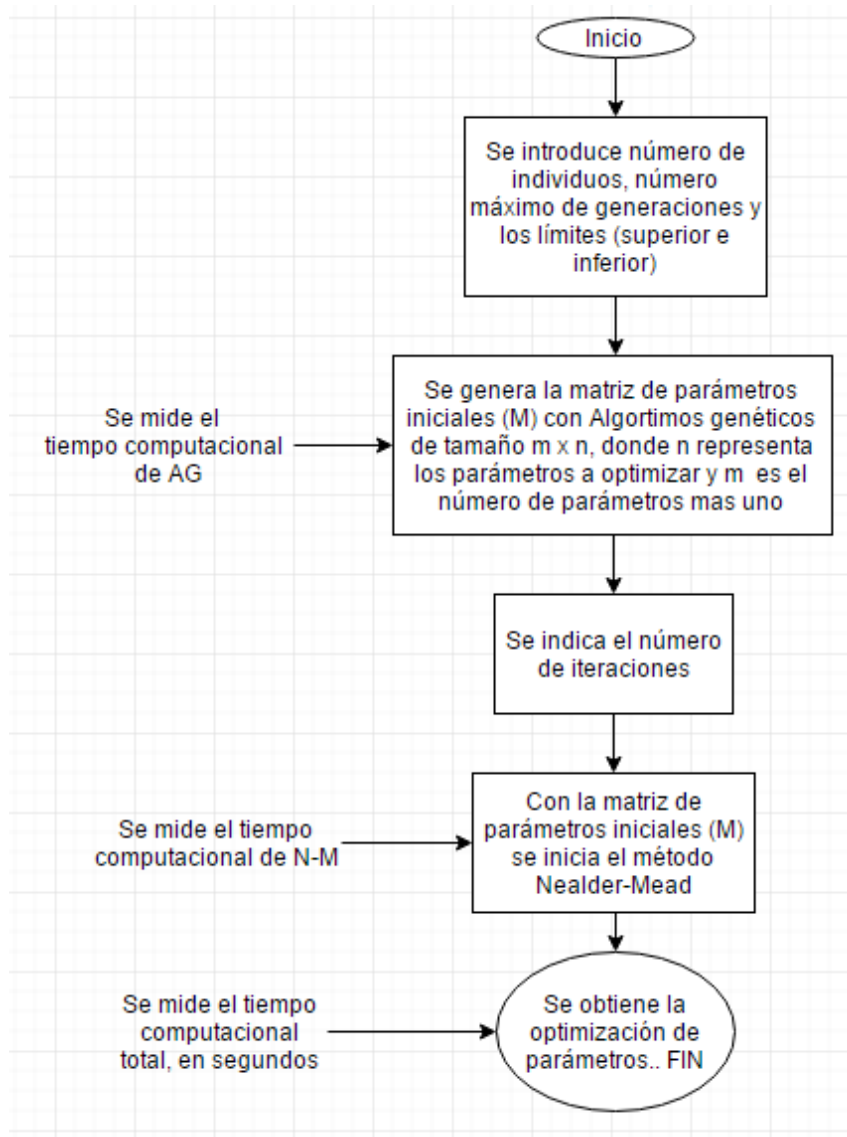 Inicio
Se introduce número de
individuos, número
máximo de generaciones y
los límites (superior e
inferior)
Se mide el
tiempo computacional
de AG
Se genera la matriz de parámetros
iniciales (M) con Algortimos genéticos
de tamaño m x n, donde n representa
los parámetros a optimizar y m es el
número de parámetros mas uno
Se indica el número
de iteraciones
Se mide el tiempo
computacional de N-M
Con la matriz de
parámetros iniciales (M)
se inicia el método
Nealder-Mead
Se mide el tiempo
computacional
total, en segundos
Se obtiene la
optimización de
parámetros.. FIN